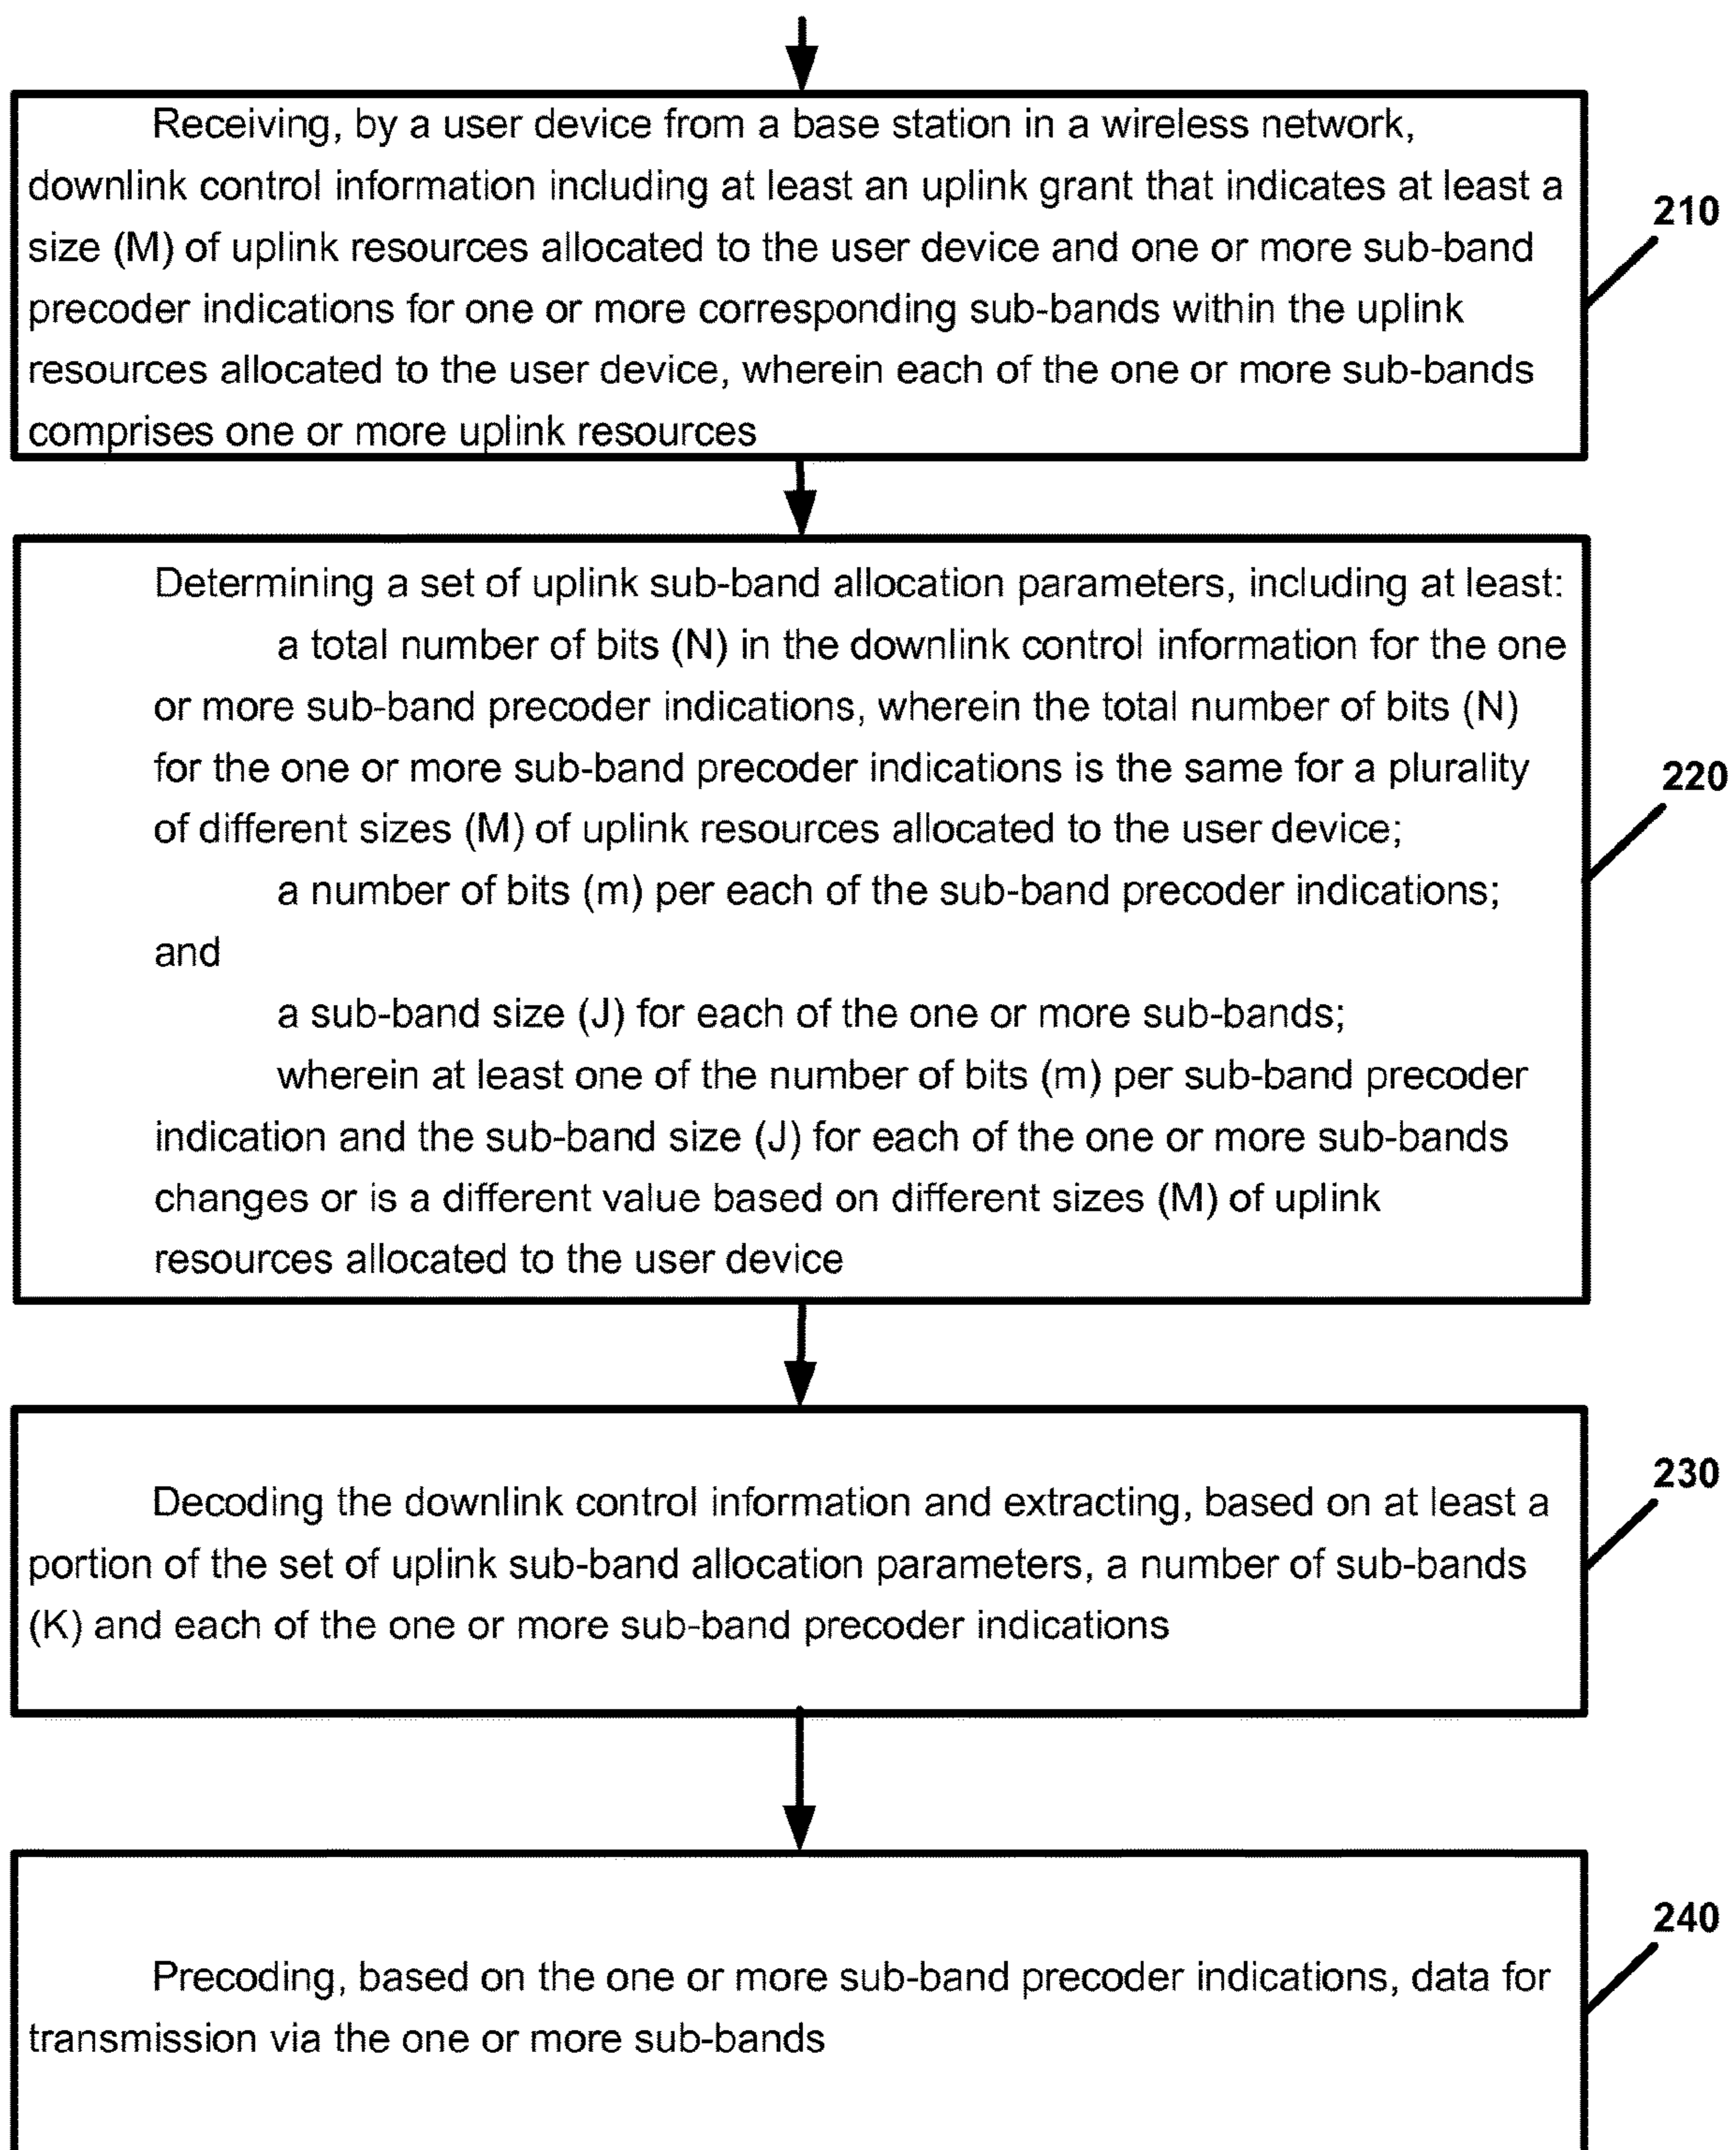 Receiving, by a user device from a base station in a wireless network,
downlink control information including at least an uplink grant that indicates at least a
size (M) of uplink resources allocated to the user device and one or more sub-band
precoder indications for one or more corresponding sub-bands within the uplink
resources allocated to the user device, wherein each of the one or more sub-bands
comprises one or more uplink resources
210
Determining a set of uplink sub-band allocation parameters, including at least:
a total number of bits (N) in the downlink control information for the one
or more sub-band precoder indications, wherein the total number of bits (N)
for the one or more sub-band precoder indications is the same for a plurality
of different sizes (M) of uplink resources allocated to the user device;
a number of bits (m) per each of the sub-band precoder indications;
and
a sub-band size (J) for each of the one or more sub-bands;
wherein at least one of the number of bits (m) per sub-band precoder
indication and the sub-band size (J) for each of the one or more sub-bands
changes or is a different value based on different sizes (M) of uplink
resources allocated to the user device
220
Decoding the downlink control information and extracting, based on at least a
portion of the set of uplink sub-band allocation parameters, a number of sub-bands
(K) and each of the one or more sub-band precoder indications
230
Precoding, based on the one or more sub-band precoder indications, data for
transmission via the one or more sub-bands
240